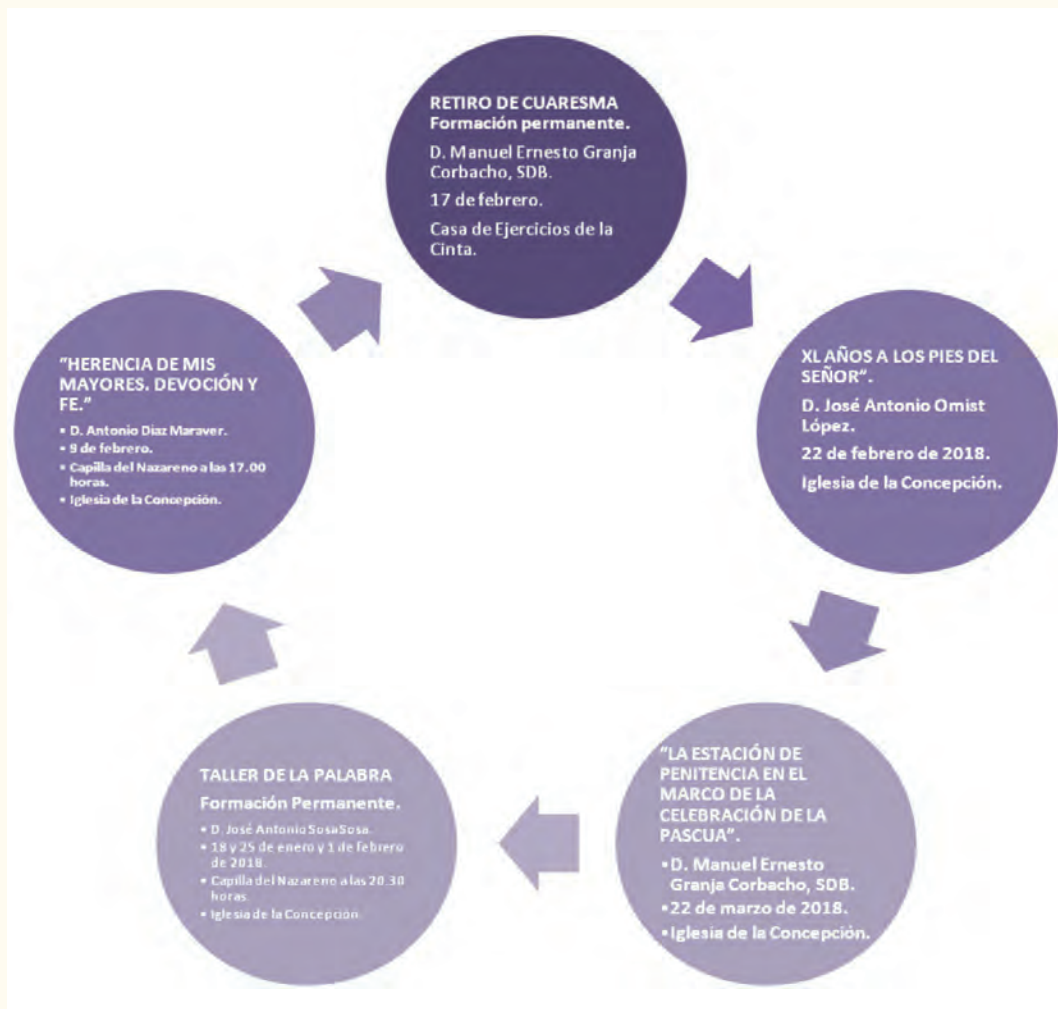 RETIRO DE CUARESMA
Formación permanente.
D. Manuel Ernesto Granja
Corbacho, SDB.
17 de febrero.
Casa de Ejercicios de la
Cinta.
XL AÑOS A LOS PIES DEL
SEÑOR".
D. José Antonio Omist
López.
22 de febrero de 2018.
Iglesia de la Concepción.
"LA ESTACIÓN DE
PENITENCIA EN EL
MARCO DE LA
CELEBRACIÓN DE LA
PASCUA".
▪D. Manuel Ernesto
Granja Corbacho, SDB.
▪22 de marzo de 2018.
▪Iglesia de la Concepción.
TALLER DE LA PALABRA
Formación Permanente.
▪ D. José Antonio Sosa Sosa.
▪ 18 y 25 de enero y 1 de febrero
de 2018.
▪ Capilla del Nazareno a las 20.30
horas.
▪ Iglesia de la Concepción.
"HERENCIA DE MIS
MAYORES. DEVOCIÓN Y
FE."
▪ D. Antonio Díaz Maraver.
▪ 9 de febrero.
▪ Capilla del Nazareno a las 17.00
horas.
▪ Iglesia de la Concepción.